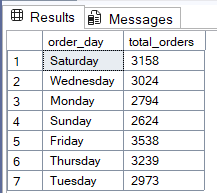 Results Messages
order_day total_orders
1 Saturday 3158
2 Wednesday 3024
3 Monday 2794
4 Sunday 2624
5 Friday 3538
6 Thursday 3239
7 Tuesday 2973